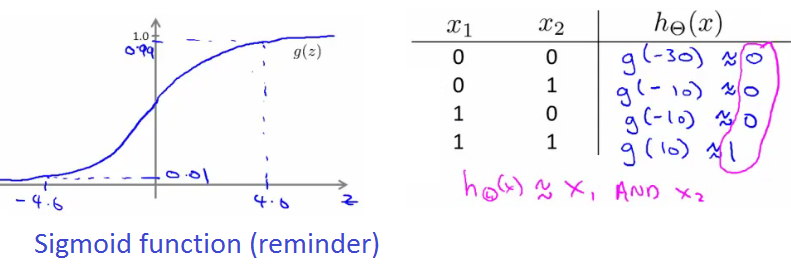 1.0
0.99
g(z)
0.01
-4.6
4.6
z
Sigmoid function (reminder)
x₁ x₂ hΘ(x)
0 0 g(-30) ≈ 0
0 1 g(-10) ≈ 0
1 0 g(-10) ≈ 0
1 1 g(10) ≈ 1
hΘ(x) ≈ x₁ AND x₂